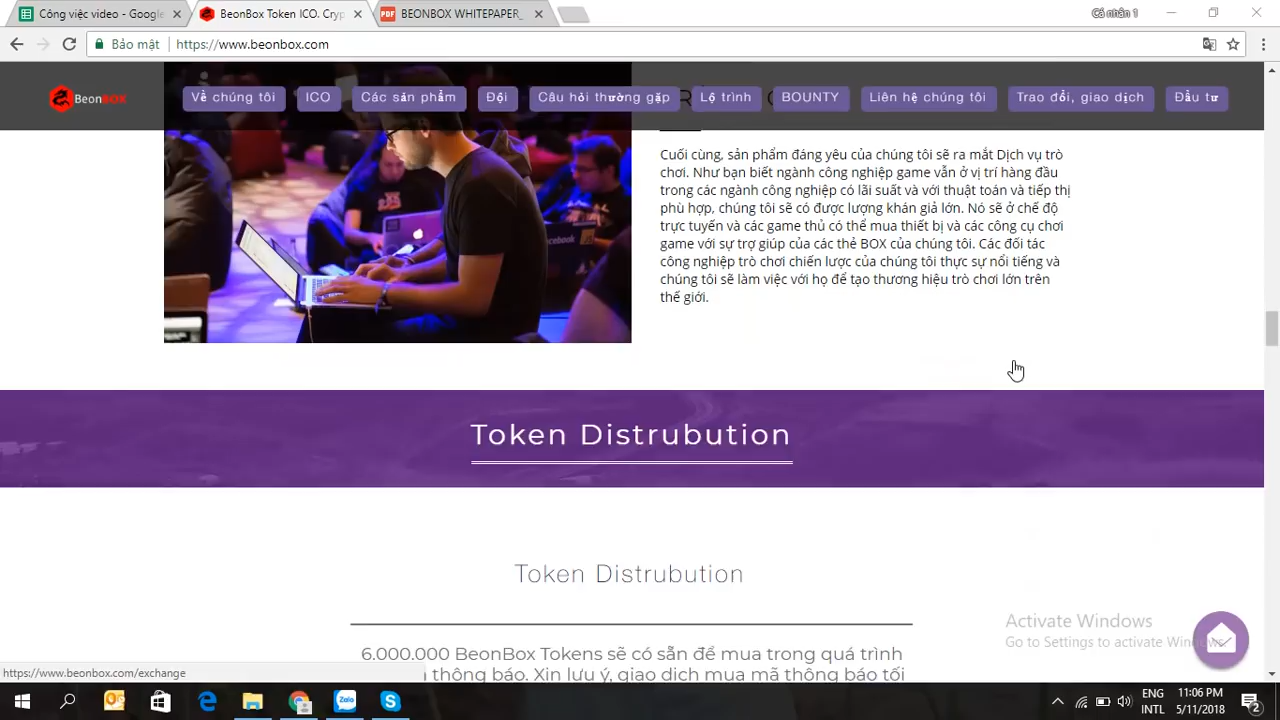 Công việc video - Google
BeonBox Token ICO. Cryp
BEONBOX WHITEPAPER_
Cá nhân 1
Bảo mật
https://www.beonbox.com
BeonBOX
Về chúng tôi
ICO
Các sản phẩm
Đội
Câu hỏi thường gặp
Lộ trình
BOUNTY
Liên hệ chúng tôi
Trao đổi, giao dịch
Đầu tư
Cuối cùng, sản phẩm đáng yêu của chúng tôi sẽ ra mắt Dịch vụ trò
chơi. Như bạn biết ngành công nghiệp game vẫn ở vị trí hàng đầu
trong các ngành công nghiệp có lãi suất và với thuật toán và tiếp thị
phù hợp, chúng tôi sẽ có được lượng khán giả lớn. Nó sẽ ở chế độ
trực tuyến và các game thủ có thể mua thiết bị và các công cụ chơi
game với sự trợ giúp của các thẻ BOX của chúng tôi. Các đối tác
công nghiệp trò chơi chiến lược của chúng tôi thực sự nổi tiếng và
chúng tôi sẽ làm việc với họ để tạo thương hiệu trò chơi lớn trên
thế giới.
Token Distrubution
Token Distrubution
6.000.000 BeonBox Tokens sẽ có sẵn để mua trong quá trình
thông báo. Xin lưu ý, giao dịch mua mã thông báo tối
Activate Windows
Go to Settings to activate Windows.
https://www.beonbox.com/exchange
Zalo
ENG
INTL
11:06 PM
5/11/2018
2